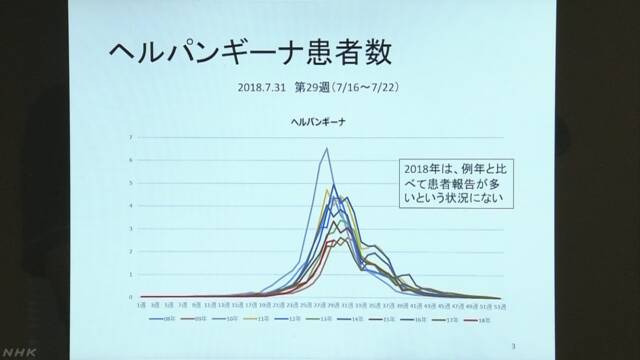 ヘルパンギーナ患者数
2018.7.31 第29週(7/16～7/22)
ヘルパンギーナ
7
6
5
4
3
2
1
0
2018年は、例年と比
べて患者報告が多
いという状況にない
1週 3週 5週 7週 9週 11週 13週 15週 17週 19週 21週 23週 25週 27週 29週 31週 33週 35週 37週 39週 41週 43週 45週 47週 49週 51週 53週
08年 09年 10年 11年 12年 13年 14年 15年 16年 17年 18年
3
NHK